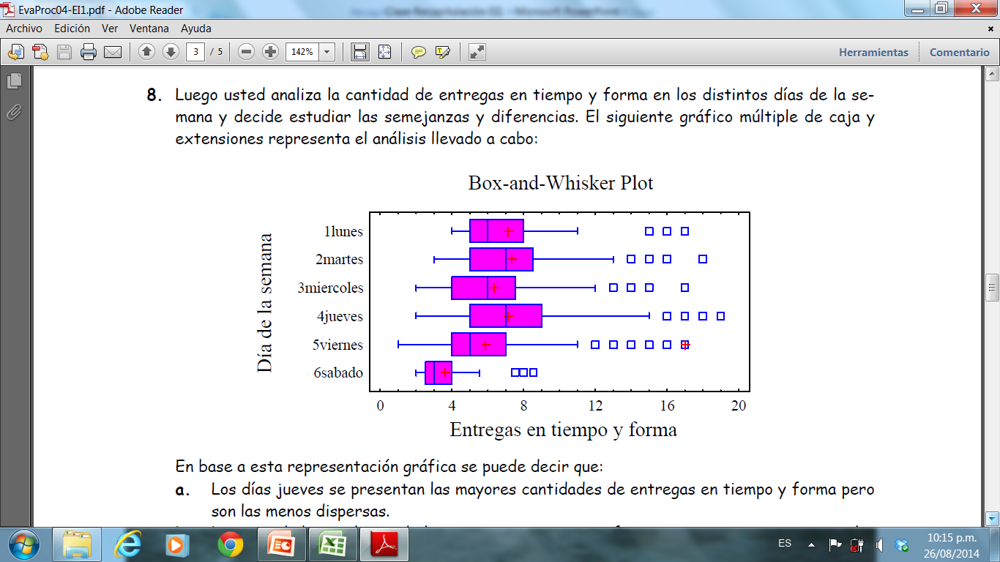 EvaProc04-EI1.pdf - Adobe Reader
Archivo Edición Ver Ventana Ayuda
3 / 5 142% Herramientas Comentario
8. Luego usted analiza la cantidad de entregas en tiempo y forma en los distintos días de la se-
mana y decide estudiar las semejanzas y diferencias. El siguiente gráfico múltiple de caja y
extensiones representa el análisis llevado a cabo:
Box-and-Whisker Plot
Día de la semana
1lunes
2martes
3miercoles
4jueves
5viernes
6sabado
0 4 8 12 16 20
Entregas en tiempo y forma
En base a esta representación gráfica se puede decir que:
a. Los días jueves se presentan las mayores cantidades de entregas en tiempo y forma pero
son las menos dispersas.
ES 10:15 p.m.
26/08/2014